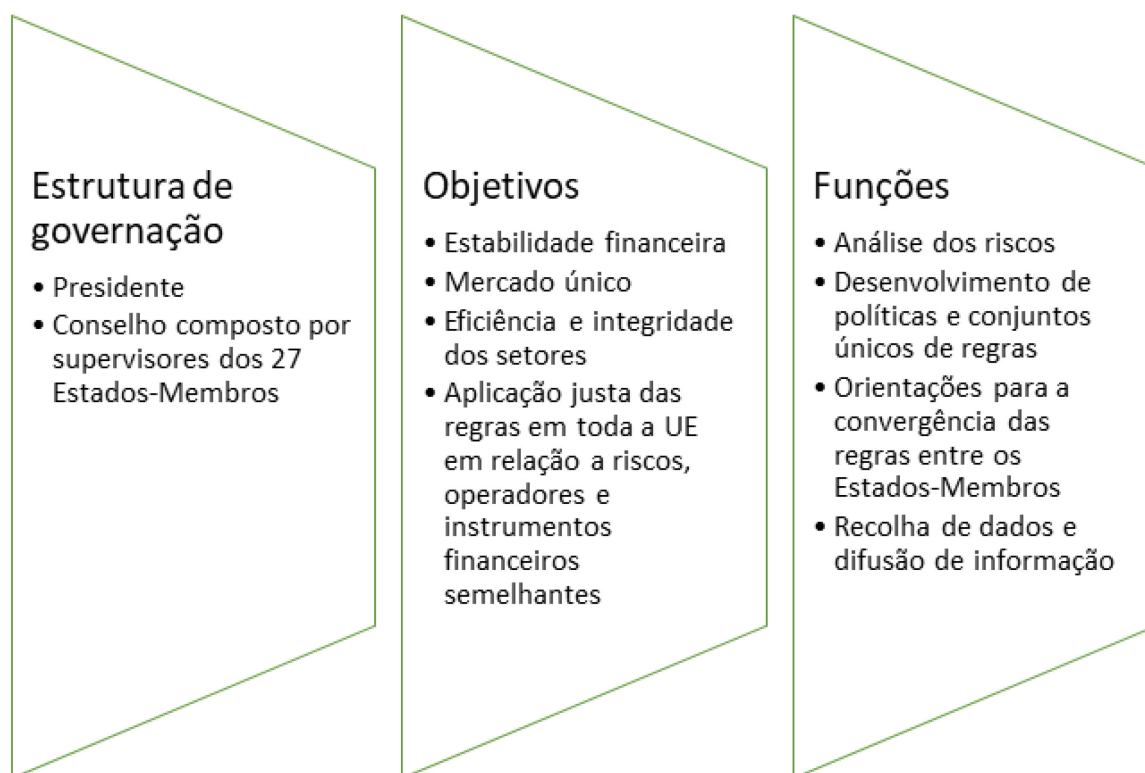 Estrutura de
governação
• Presidente
• Conselho composto por
supervisores dos 27
Estados-Membros
Objetivos
• Estabilidade financeira
• Mercado único
• Eficiência e integridade
dos setores
• Aplicação justa das
regras em toda a UE
em relação a riscos,
operadores e
instrumentos
financeiros
semelhantes
Funções
• Análise dos riscos
• Desenvolvimento de
políticas e conjuntos
únicos de regras
• Orientações para a
convergência das
regras entre os
Estados-Membros
• Recolha de dados e
difusão de informação